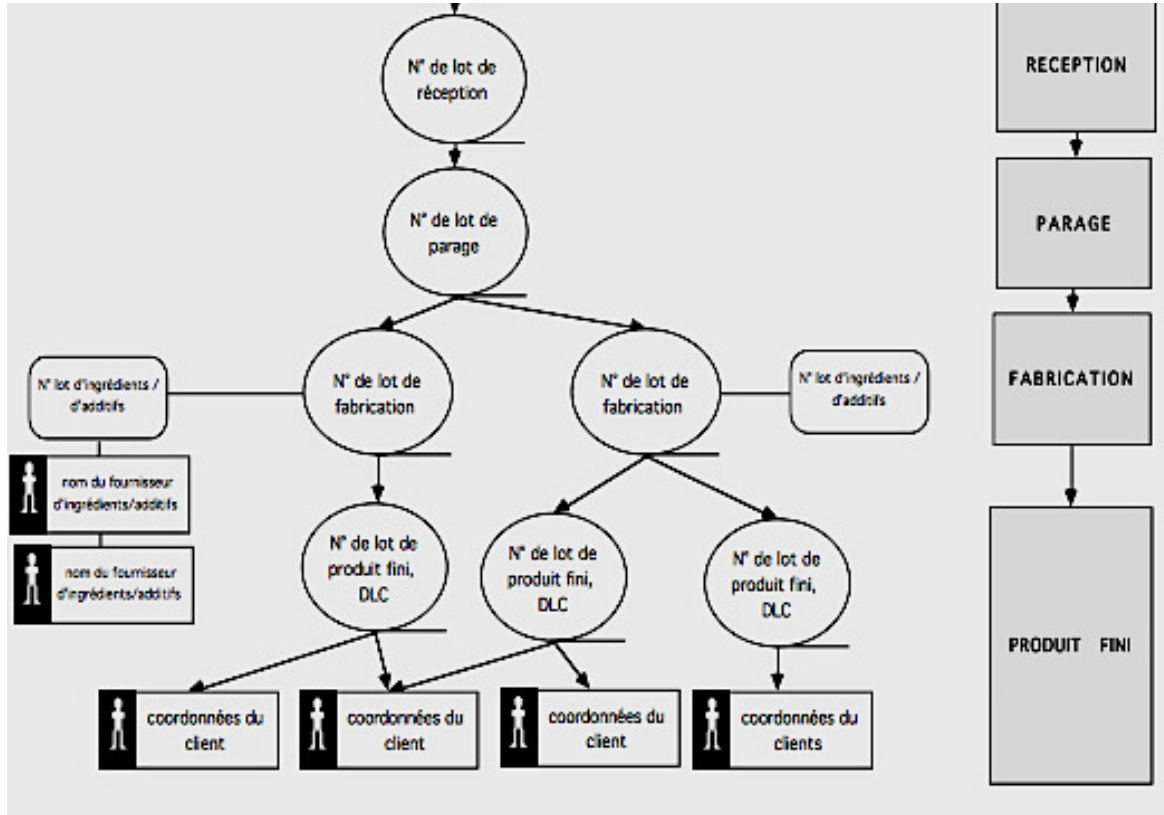 N° de lot de
réception
RECEPTION
N° de lot de
parage
PARAGE
N° lot d'ingrédients /
d'additifs
N° de lot de
fabrication
N° de lot de
fabrication
N° lot d'ingrédients /
d'additifs
FABRICATION
nom du fournisseur
d'ingrédients/additifs
nom du fournisseur
d'ingrédients/additifs
N° de lot de
produit fini,
DLC
N° de lot de
produit fini,
DLC
N° de lot de
produit fini,
DLC
PRODUIT FINI
coordonnées du
client
coordonnées du
client
coordonnées du
client
coordonnées du
clients